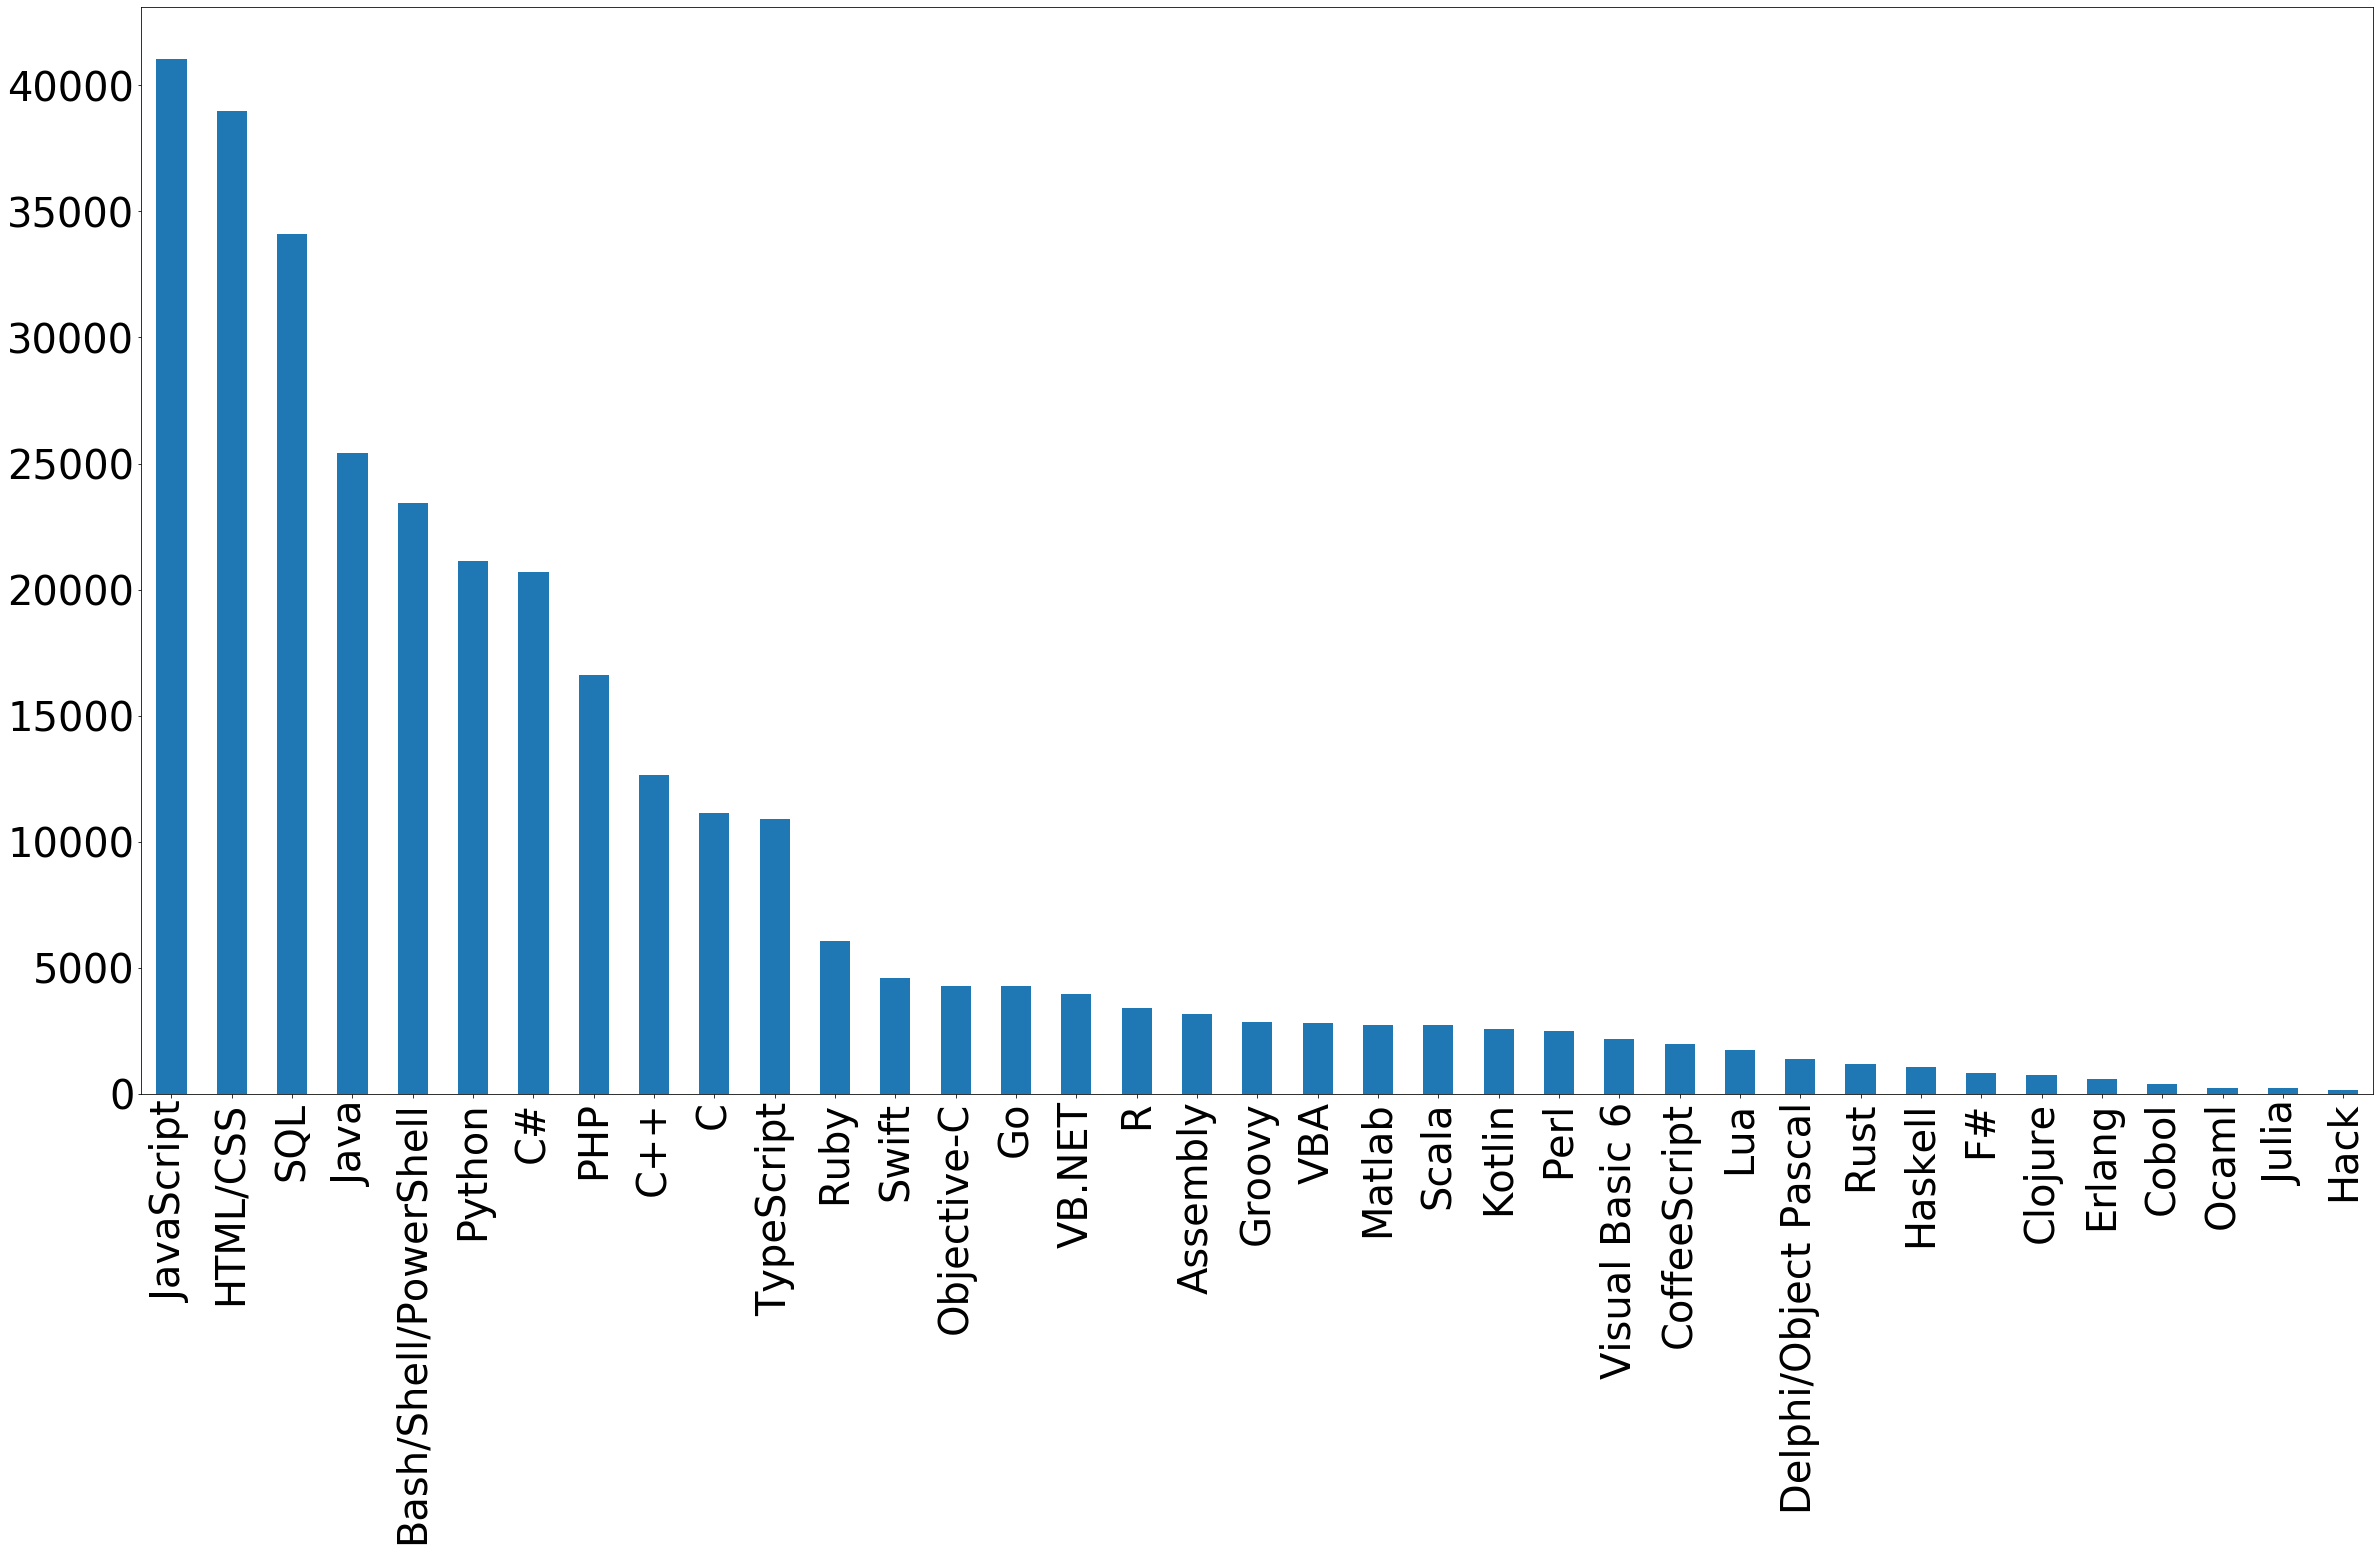 40000
35000
30000
25000
20000
15000
10000
5000
0
JavaScript
HTML/CSS
SQL
Java
Bash/Shell/PowerShell
Python
C#
PHP
C++
C
TypeScript
Ruby
Swift
Objective-C
Go
VB.NET
R
Assembly
Groovy
VBA
Matlab
Scala
Kotlin
Perl
Visual Basic 6
CoffeeScript
Lua
Delphi/Object Pascal
Rust
Haskell
F#
Clojure
Erlang
Cobol
Ocaml
Julia
Hack